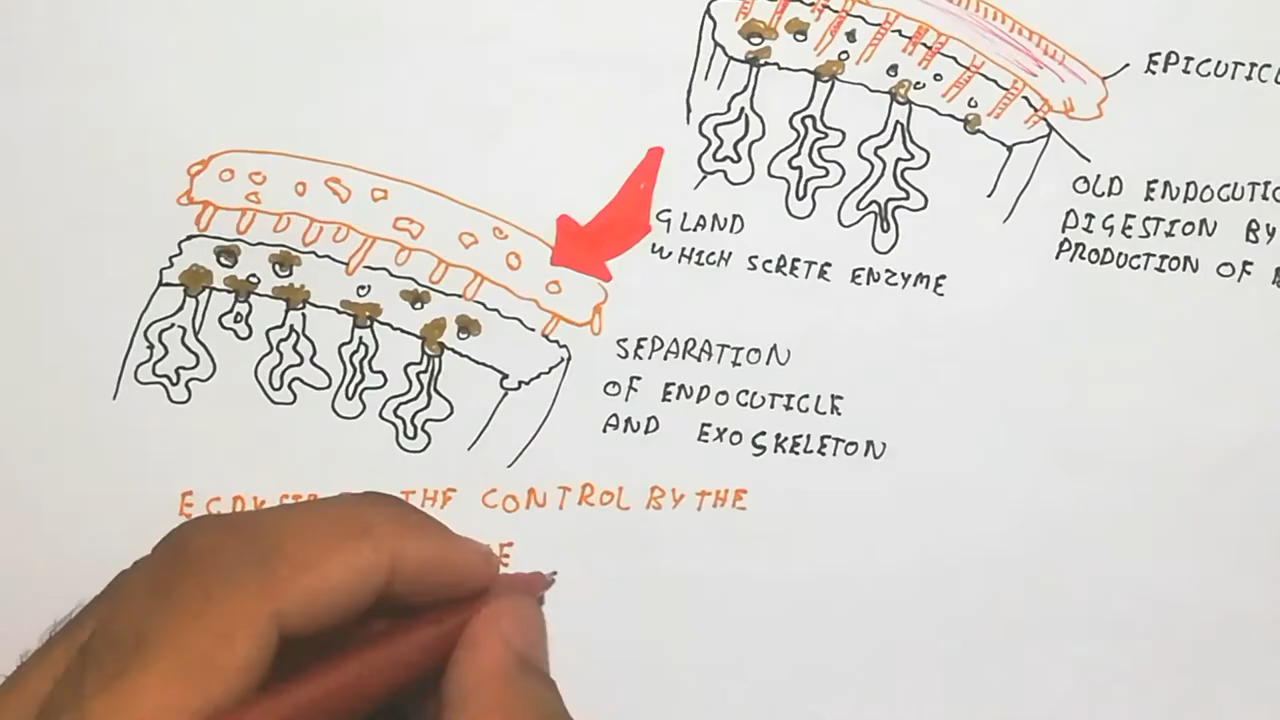 EPICUTICL
OLD ENDOCUTIC
DIGESTION BY
PRODUCTION OF
GLAND
WHICH SCRETE ENZYME
SEPARATION
OF ENDOCUTICLE
AND EXOSKELETON
THE CONTROL BY THE